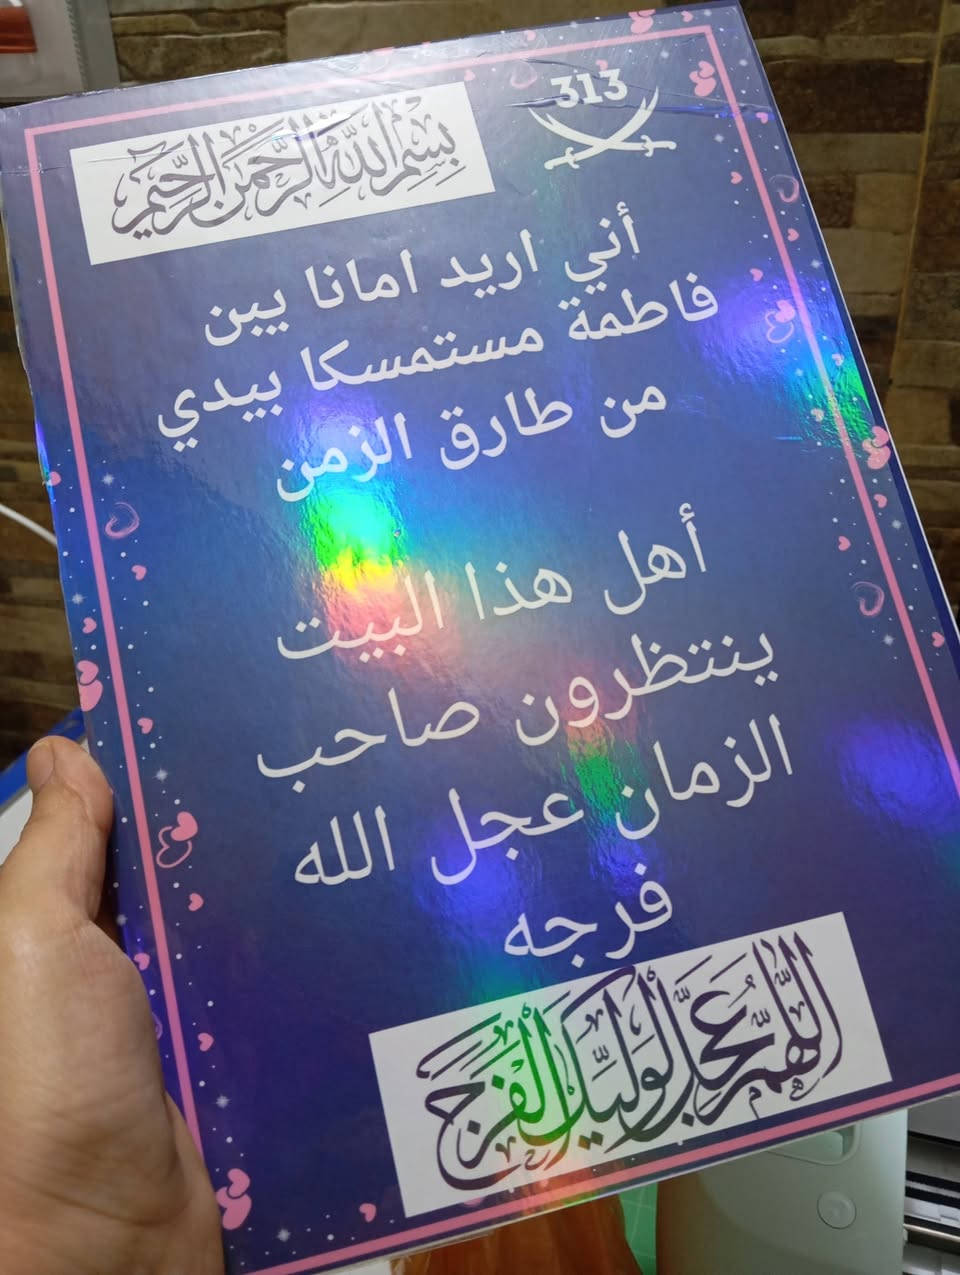 313
بسم الله الرحمن الرحيم
أني اريد امانا يبن
فاطمة مستمسكا بيدي
من طارق الزمن
أهل هذا البيت
ينتظرون صاحب
الزمان عجل الله
فرجه
اللهم عجل لوليك الفرج